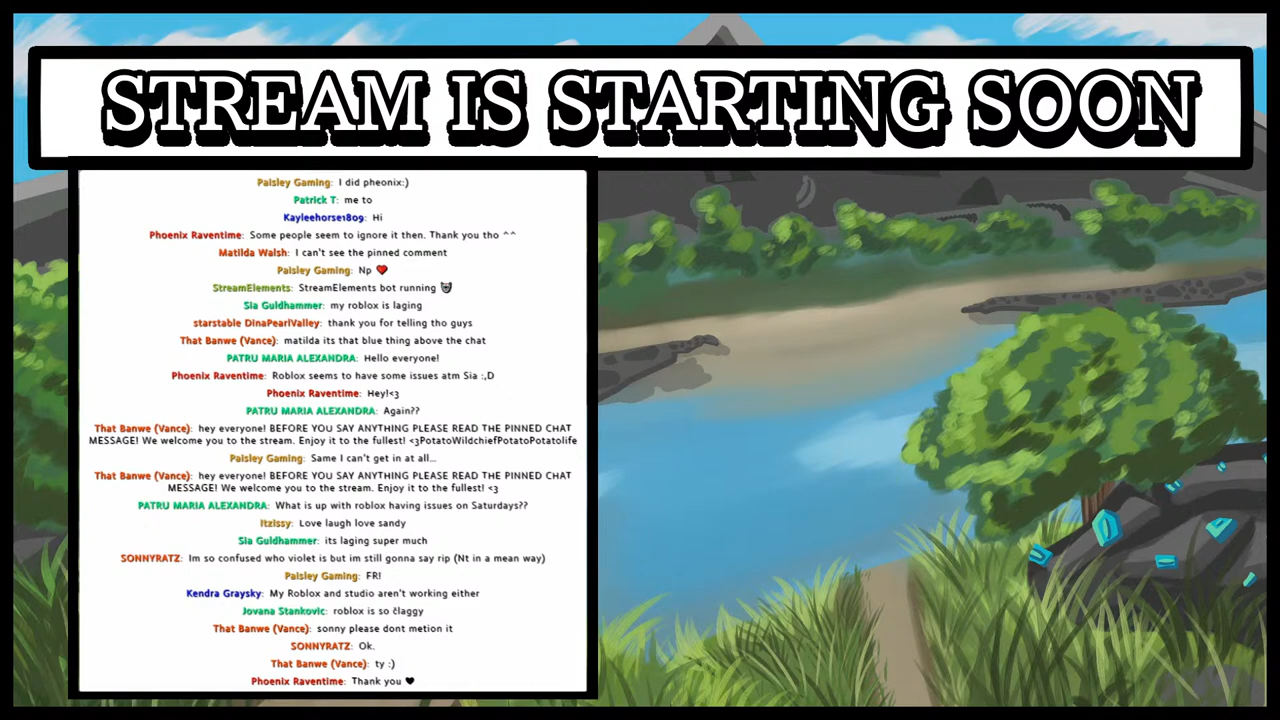 STREAM IS STARTING SOON
Paisley Gaming: I did pheonix:)
Patrick T: me to
Kayleehorse1809: Hi
Phoenix Raventime: Some people seem to ignore it then. Thank you tho ^^
Matilda Walsh: I can't see the pinned comment
Paisley Gaming: Np ❤
StreamElements: StreamElements bot running
Sia Guldhammer: my roblox is laging
starstable DinaPearlValley: thank you for telling tho guys
That Banwe (Vance): matilda its that blue thing above the chat
PATRU MARIA ALEXANDRA: Hello everyone!
Phoenix Raventime: Roblox seems to have some issues atm Sia :,D
Phoenix Raventime: Hey!<3
PATRU MARIA ALEXANDRA: Again??
That Banwe (Vance): hey everyone! BEFORE YOU SAY ANYTHING PLEASE READ THE PINNED CHAT
MESSAGE! We welcome you to the stream. Enjoy it to the fullest! <3PotatoWildchiefPotatoPotatolife
Paisley Gaming: Same I can't get in at all...
That Banwe (Vance): hey everyone! BEFORE YOU SAY ANYTHING PLEASE READ THE PINNED CHAT
MESSAGE! We welcome you to the stream. Enjoy it to the fullest! <3
PATRU MARIA ALEXANDRA: What is up with roblox having issues on Saturdays??
Itzissy: Love laugh love sandy
Sia Guldhammer: its laging super much
SONNYRATZ: Im so confused who violet is but im still gonna say rip (Nt in a mean way)
Paisley Gaming: FR!
Kendra Graysky: My Roblox and studio aren't working either
Jovana Stankovic: roblox is so člaggy
That Banwe (Vance): sonny please dont metion it
SONNYRATZ: Ok.
That Banwe (Vance): ty :)
Phoenix Raventime: Thank you ♥